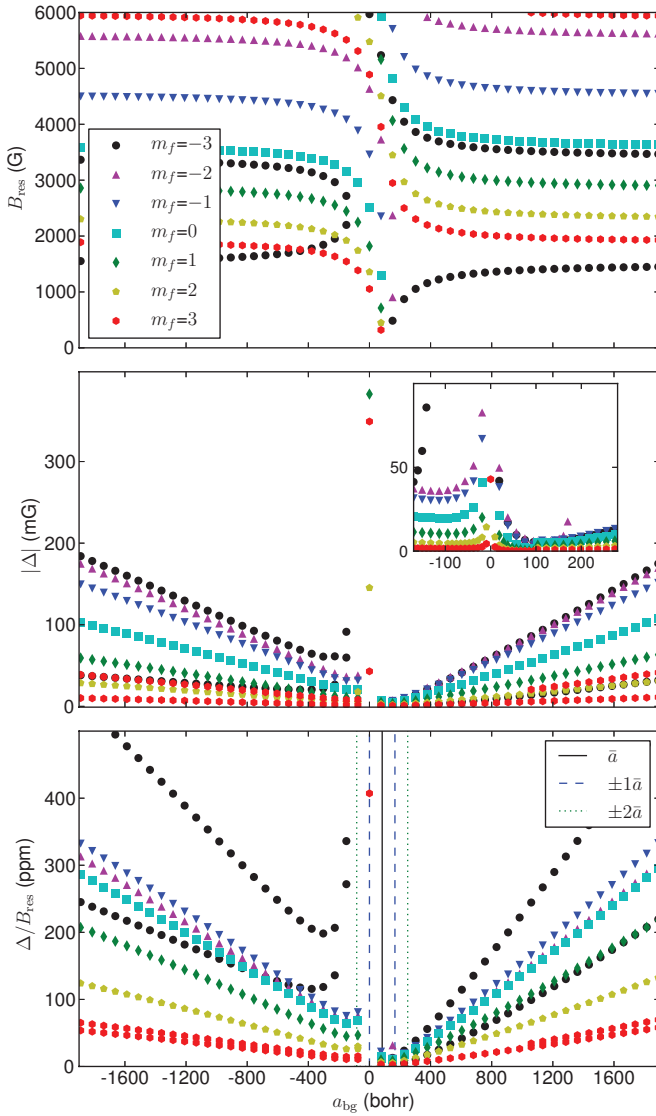 6000
5000
4000
3000
2000
1000
0
B_res (G)
m_f=-3
m_f=-2
m_f=-1
m_f=0
m_f=1
m_f=2
m_f=3
300
200
100
0
|Δ| (mG)
50
0
-100 0 100 200
400
300
200
100
0
Δ/B_res (ppm)
ā
±1ā
±2ā
-1600 -1200 -800 -400 0 400 800 1200 1600
a_bg (bohr)